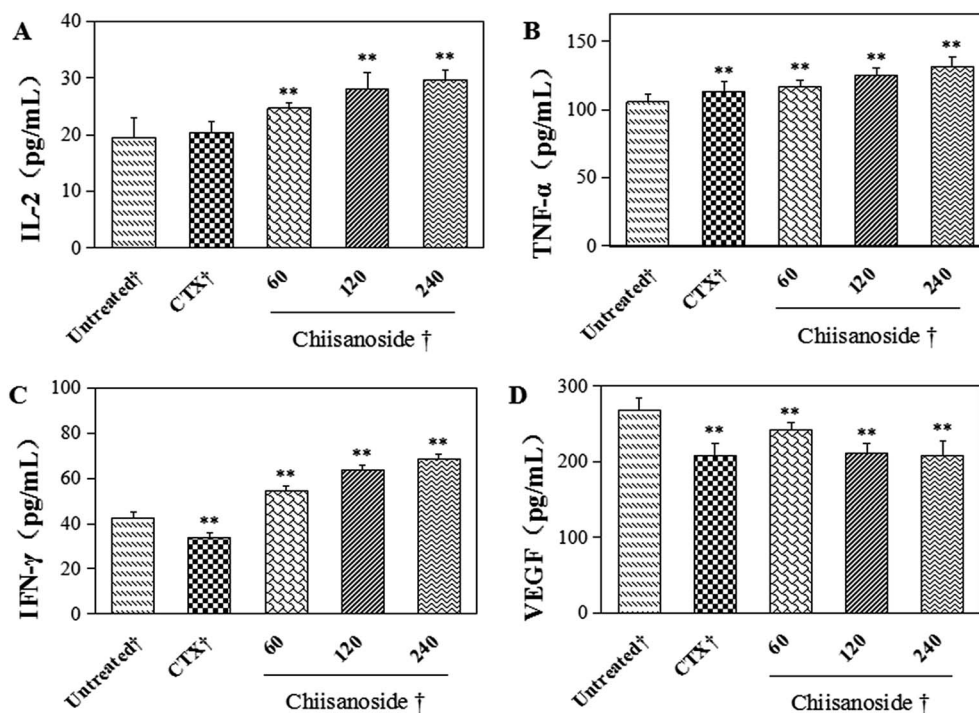 A
IL-2（pg/mL）
40
30
20
10
0
** ** **
Untreated†
CTX†
60
120
240
Chiisanoside †
B
TNF-α（pg/mL）
150
100
50
0
** ** ** **
Untreated†
CTX†
60
120
240
Chiisanoside †
C
IFN-γ（pg/mL）
100
80
60
40
20
0
** ** ** **
Untreated†
CTX†
60
120
240
Chiisanoside †
D
VEGF（pg/mL）
300
200
100
0
** ** ** **
Untreated†
CTX†
60
120
240
Chiisanoside †